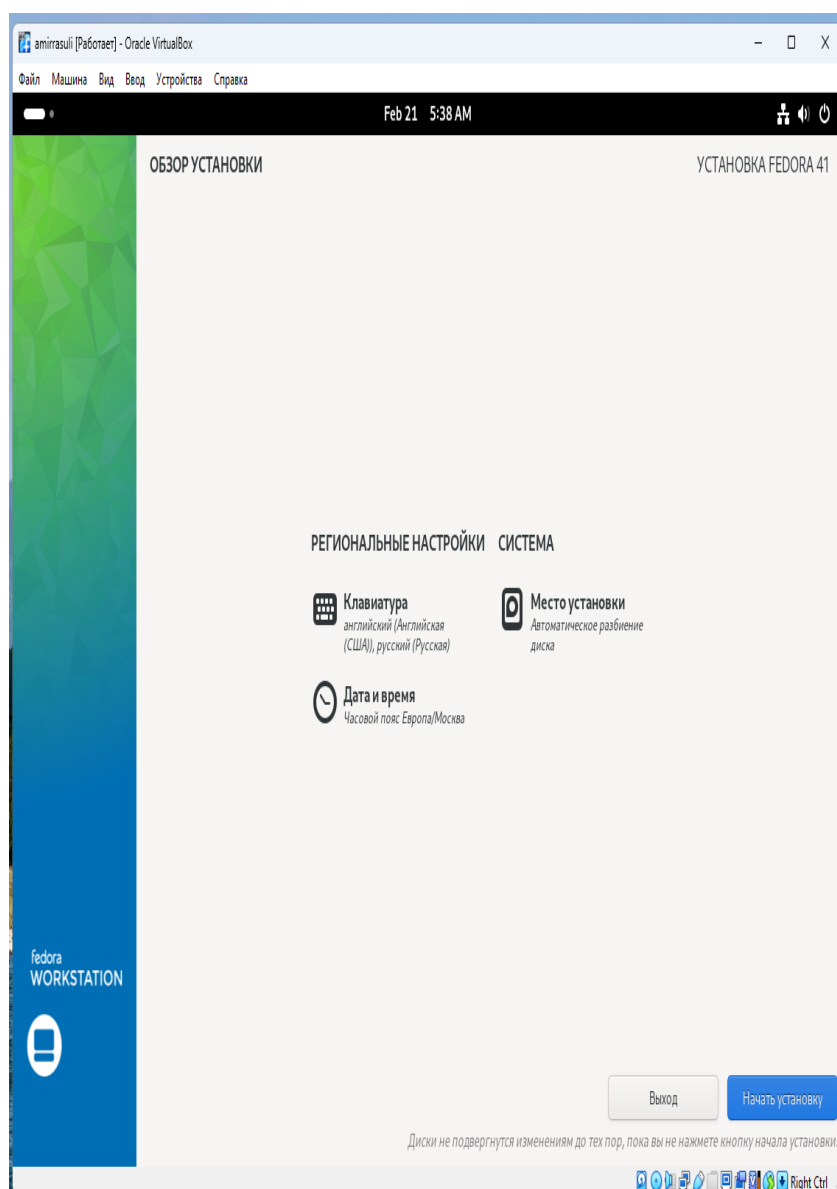 amirrasuli [Работает] - Oracle VirtualBox
Файл Машина Вид Ввод Устройства Справка
Feb 21 5:38 AM
ОБЗОР УСТАНОВКИ
УСТАНОВКА FEDORA 41
РЕГИОНАЛЬНЫЕ НАСТРОЙКИ
СИСТЕМА
Клавиатура
английский (Английская
(США)), русский (Русская)
Место установки
Автоматическое разбиение
диска
Дата и время
Часовой пояс Европа/Москва
fedora
WORKSTATION
Выход
Начать установку
Диски не подвергнутся изменениям до тех пор, пока вы не нажмете кнопку начала установки.
Right Ctrl